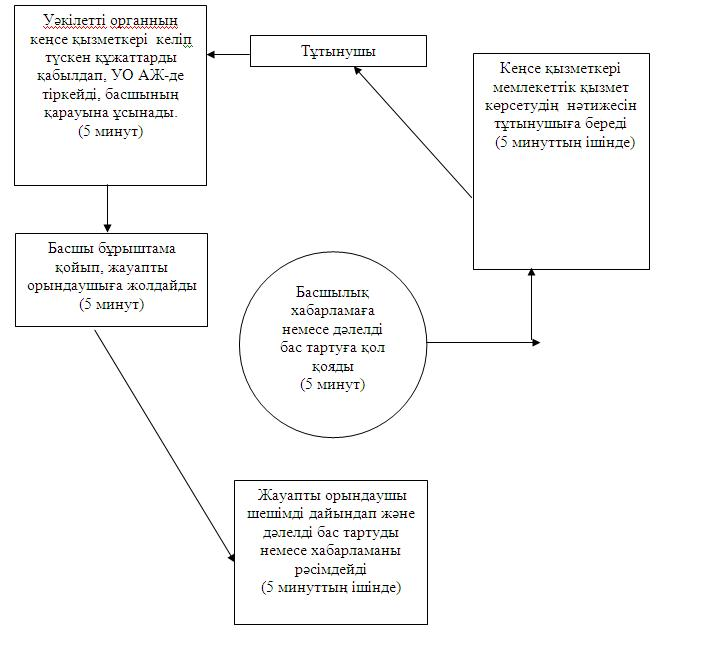 Уәкілетті органның
кеңсе қызметкері келіп
түскен құжаттарды
қабылдап, УО АЖ-де
тіркейді, басшының
қарауына ұсынады.
(5 минут)
Тұтынушы
Кеңсе қызметкері
мемлекеттік қызмет
көрсетудің нәтижесін
тұтынушыға береді
(5 минуттың ішінде)
Басшы бұрыштама
қойып, жауапты
орындаушыға жолдайды
(5 минут)
Басшылық
хабарламаға
немесе дәлелді
бас тартуға қол
қояды
(5 минут)
Жауапты орындаушы
шешімді дайындап және
дәлелді бас тартуды
немесе хабарламаны
рәсімдейді
(5 минуттың ішінде)